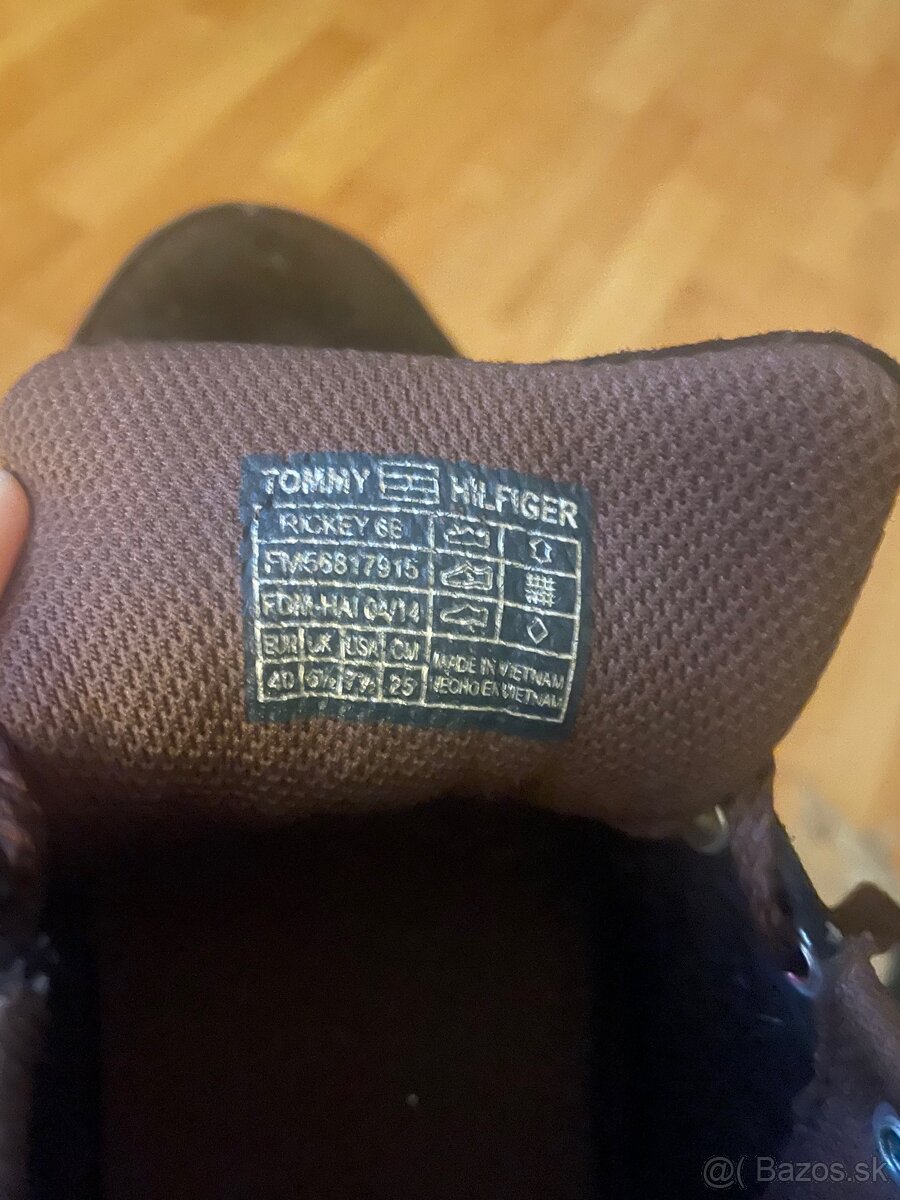 TOMMY HILFIGER
RICKEY 6B
FM56817915
FDM-HAI 04/14
EUR UK USA CM
40 6½ 7½ 25
MADE IN VIETNAM
HECHO EN VIETNAM
@( Bazos.sk